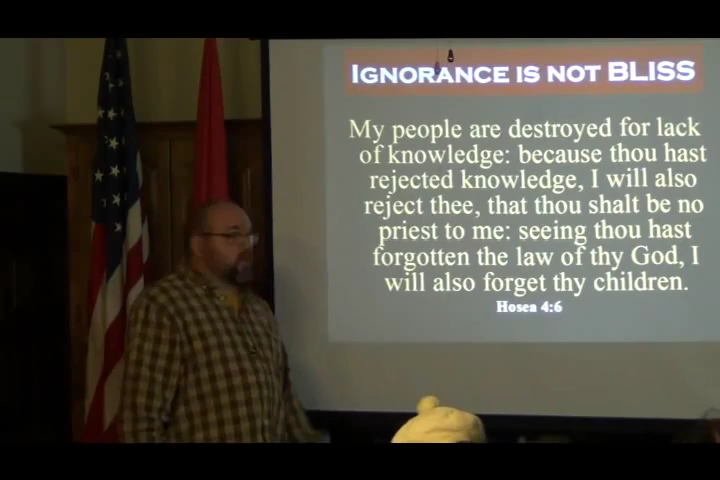 IGNORANCE IS NOT BLISS
My people are destroyed for lack
of knowledge: because thou hast
rejected knowledge, I will also
reject thee, that thou shalt be no
priest to me: seeing thou hast
forgotten the law of thy God, I
will also forget thy children.
Hosea 4:6